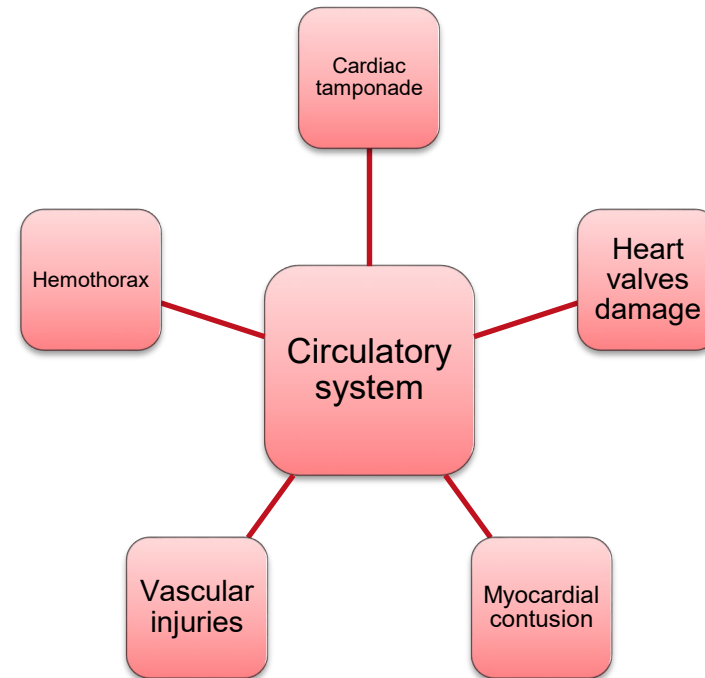 Cardiac
tamponade
Hemothorax
Heart
valves
damage
Circulatory
system
Vascular
injuries
Myocardial
contusion